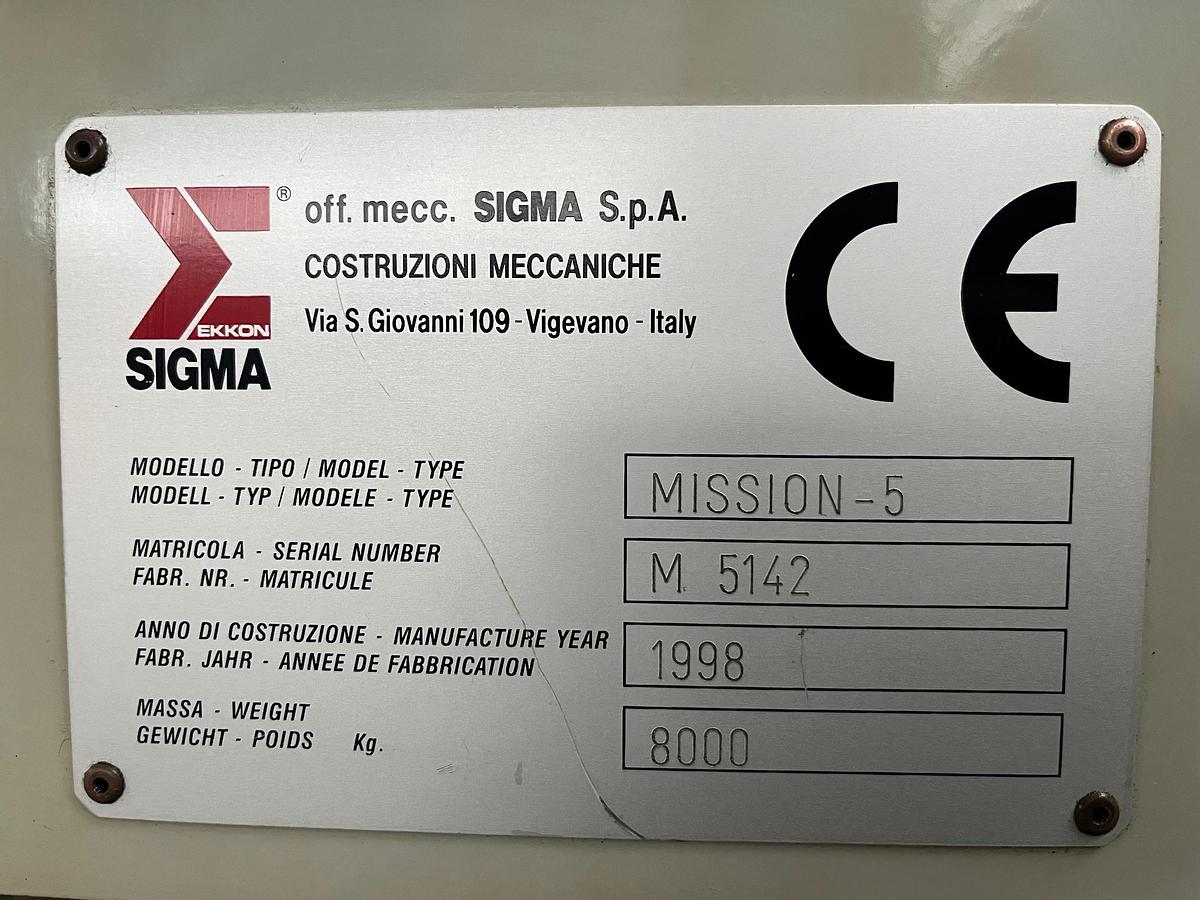 EKKON
SIGMA
®
off. mecc. SIGMA S.p.A.
COSTRUZIONI MECCANICHE
Via S. Giovanni 109 - Vigevano - Italy
CE
MODELLO - TIPO / MODEL - TYPE
MODELL - TYP / MODELE - TYPE
MISSION-5
MATRICOLA - SERIAL NUMBER
FABR. NR. - MATRICULE
M. 5142
ANNO DI COSTRUZIONE - MANUFACTURE YEAR
FABR. JAHR - ANNEE DE FABBRICATION
1998
MASSA - WEIGHT
GEWICHT - POIDS Kg.
8000